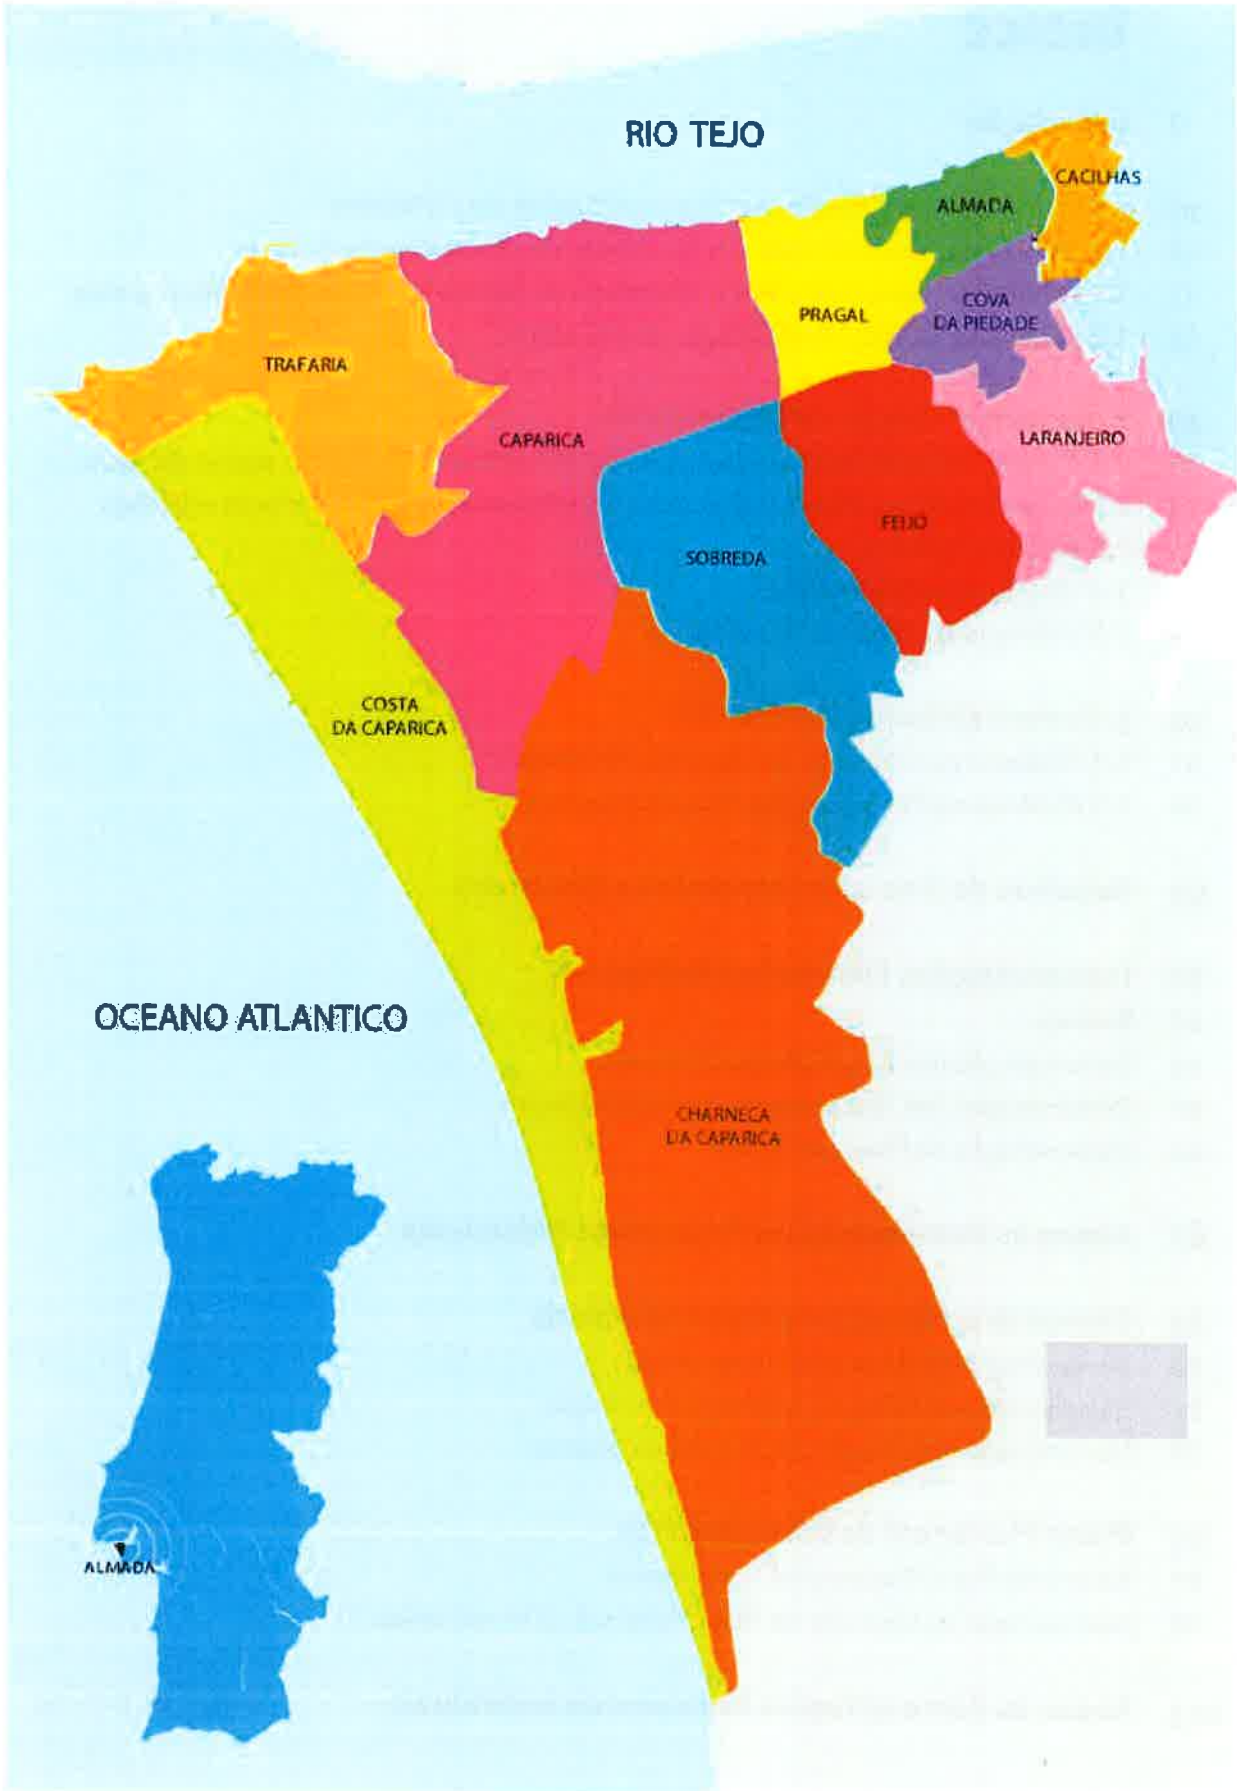 RIO TEJO
CACILHAS
ALMADA
COVA
DA PIEDADE
PRAGAL
TRAFARIA
CAPARICA
LARANJEIRO
FEIJÓ
SOBREDA
COSTA
DA CAPARICA
OCEANO ATLANTICO
CHARNECA
DA CAPARICA
ALMADA